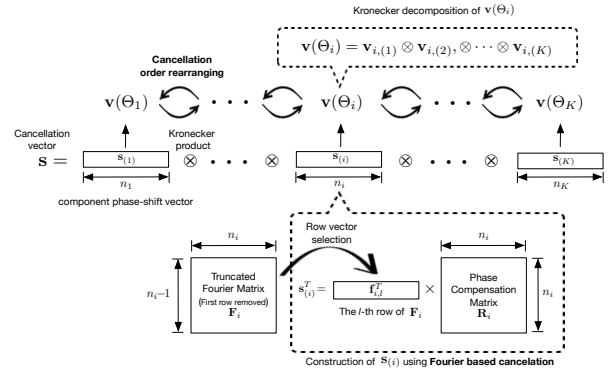 Kronecker decomposition of v(Θ_i)
v(Θ_i) = v_{i,(1)} ⊗ v_{i,(2)}, ⊗ ⋯ ⊗ v_{i,(K)}
Cancellation
order rearranging
v(Θ_1) • • • v(Θ_i) • • • v(Θ_K)
Cancellation
vector
Kronecker
product
s = s_{(1)} ⊗ • • • ⊗ s_{(i)} ⊗ • • • ⊗ s_{(K)}
n_1 n_i n_K
component phase-shift vector
n_i
Row vector
selection
n_i
n_i−1
Truncated
Fourier Matrix
(First row removed)
F_i
s_{(i)}^T = f_{i,l}^T ×
The l-th row of F_i
Phase
Compensation
Matrix
R_i
n_i
Construction of s_{(i)} using Fourier based cancelation